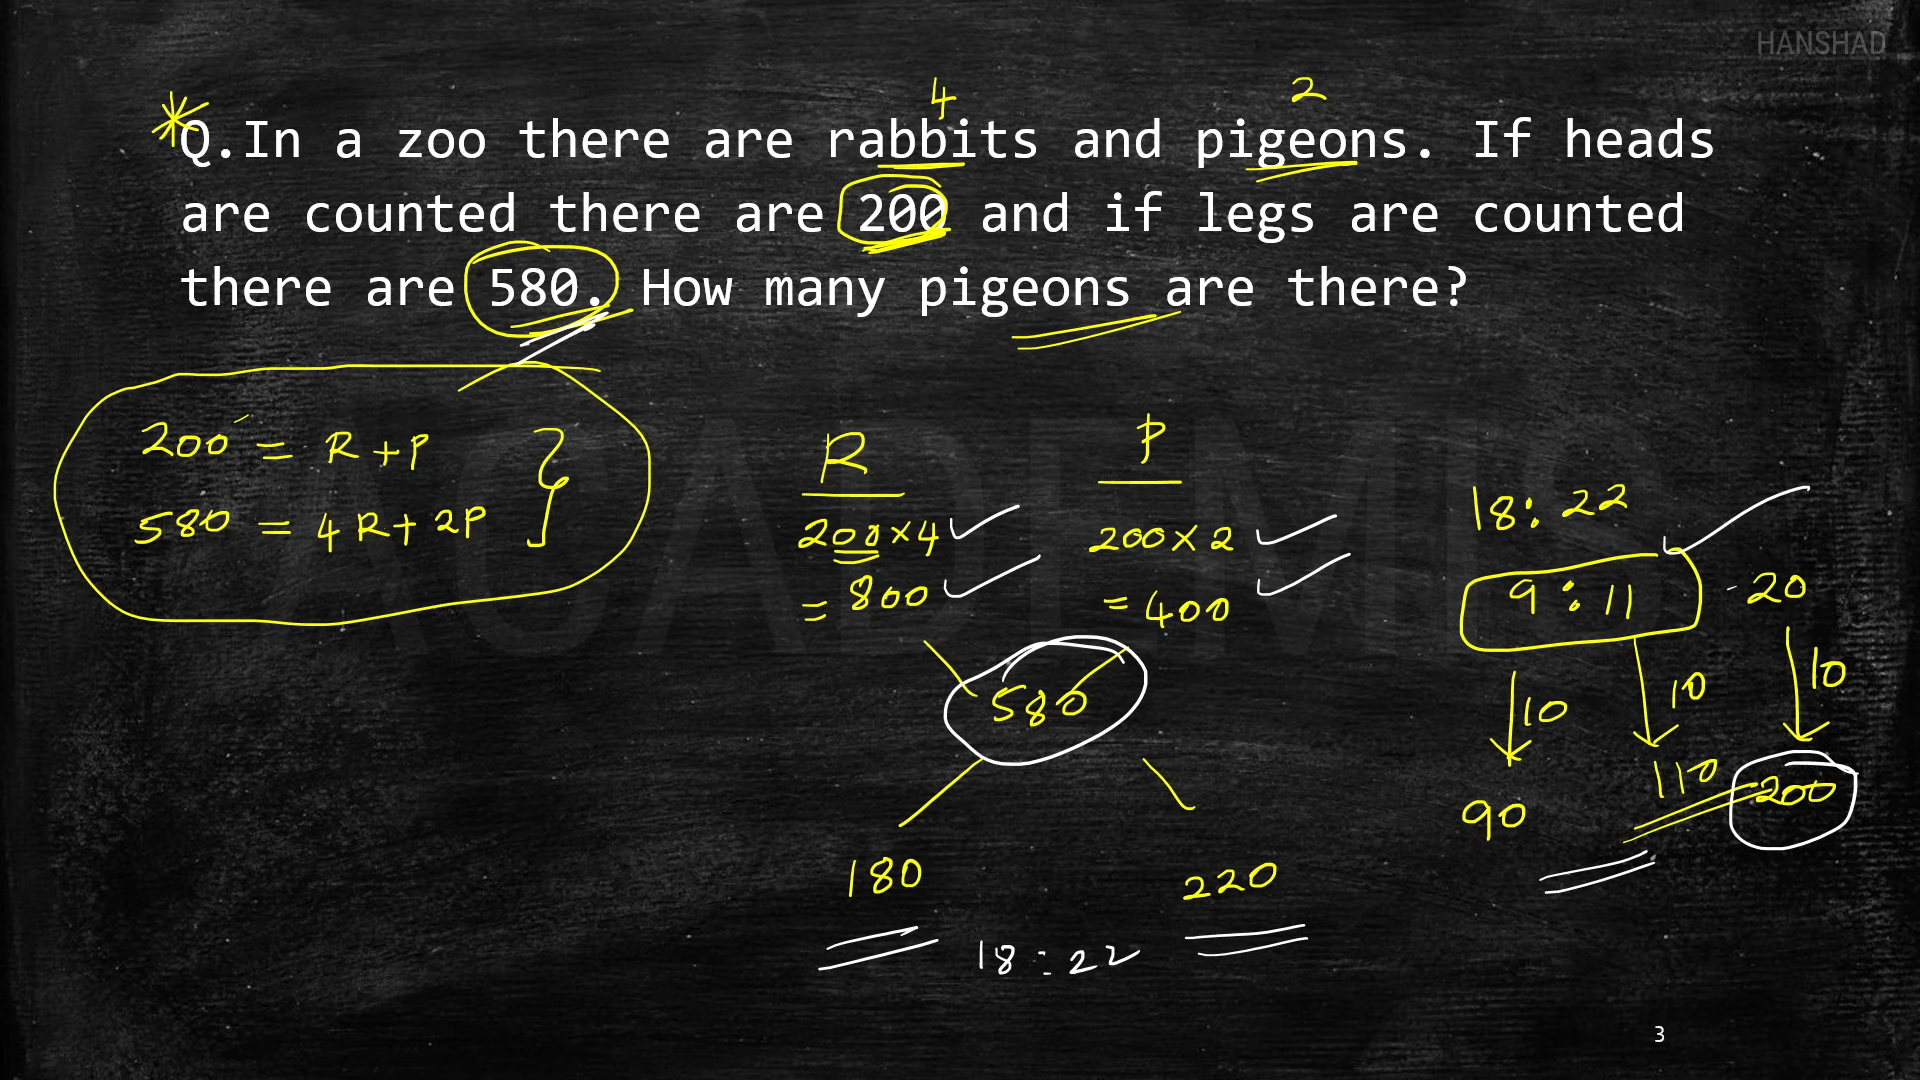 HANSHAD
4 2
*Q.In a zoo there are rabbits and pigeons. If heads
are counted there are 200 and if legs are counted
there are 580. How many pigeons are there?
200 = R+P
580 = 4R+2P
R P
200×4 200×2
= 800 = 400
580
180 220
18:22
18:22
9:11 20
10 10 10
90 110 200
ACADEMIC
3